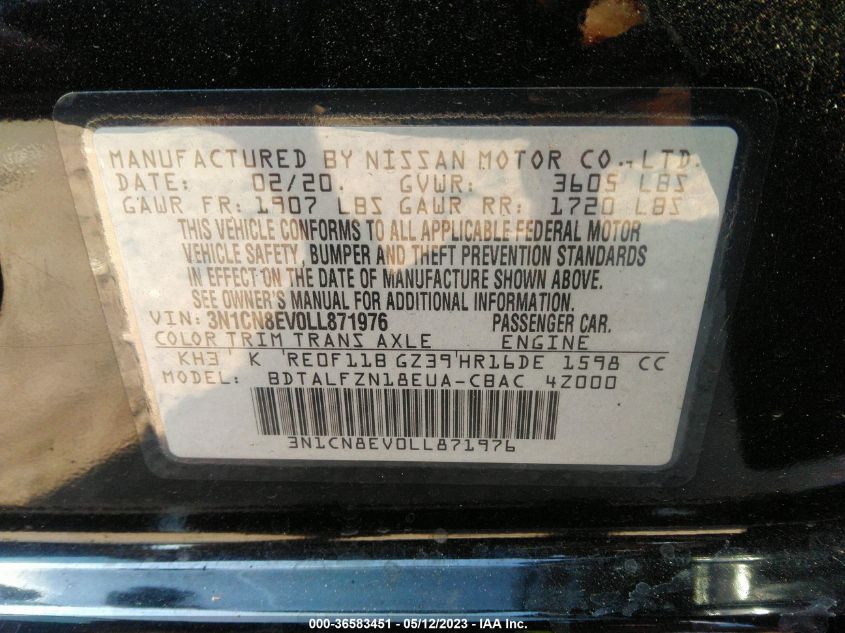 MANUFACTURED BY NISSAN MOTOR CO.,LTD.
DATE: 02/20. GVWR: 3605 LBS
GAWR FR: 1907 LBS GAWR RR: 1720 LBS
THIS VEHICLE CONFORMS TO ALL APPLICABLE FEDERAL MOTOR
VEHICLE SAFETY, BUMPER AND THEFT PREVENTION STANDARDS
IN EFFECT ON THE DATE OF MANUFACTURE SHOWN ABOVE.
SEE OWNER'S MANUAL FOR ADDITIONAL INFORMATION.
VIN: 3N1CN8EV0LL871976 PASSENGER CAR.
COLOR TRIM TRANS AXLE ENGINE
KH3 K RE0F11B GZ39 HR16DE 1598 CC
MODEL: BDTALFZN18EUA-CBAC 4Z000
3N1CN8EV0LL871976
000-36583451 - 05/12/2023 - IAA Inc.